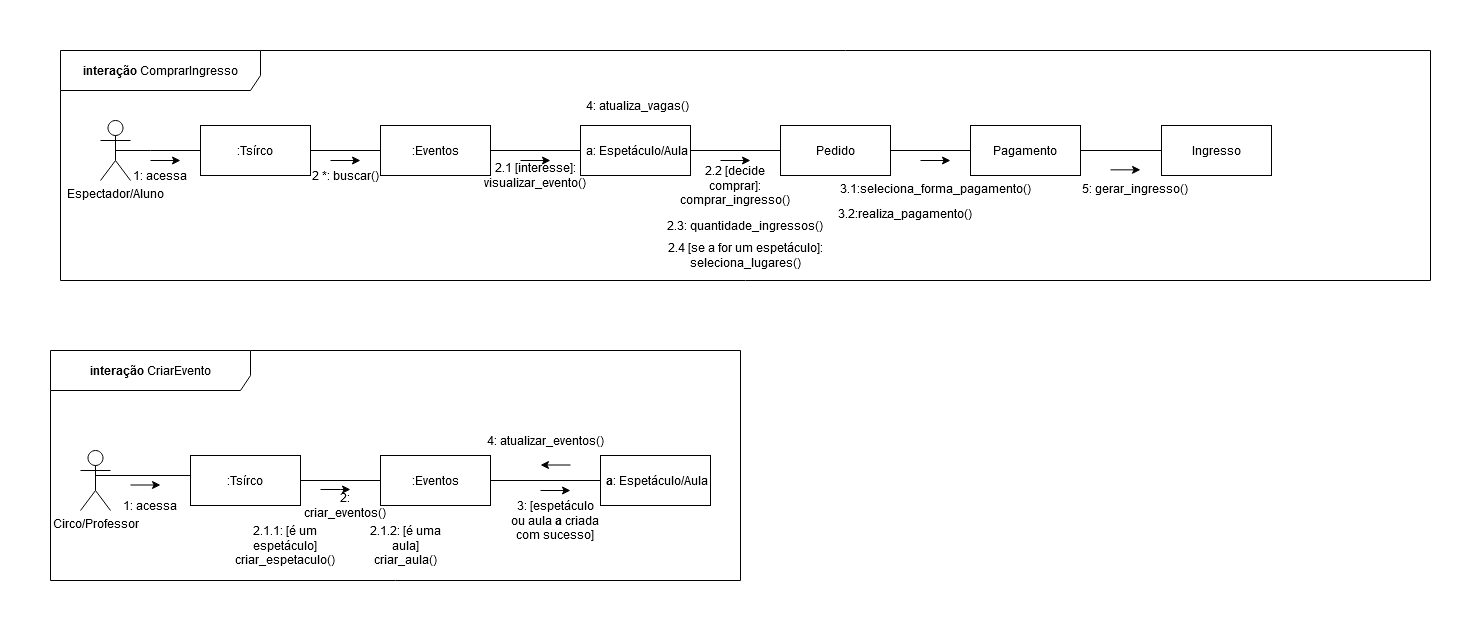 interação ComprarIngresso
4: atualiza_vagas()
:Tsírco
:Eventos
a: Espetáculo/Aula
Pedido
Pagamento
Ingresso
1: acessa
Espectador/Aluno
2 *: buscar()
2.1 [interesse]:
visualizar_evento()
2.2 [decide
comprar]:
comprar_ingresso()
2.3: quantidade_ingressos()
2.4 [se a for um espetáculo]:
seleciona_lugares()
3.1:seleciona_forma_pagamento()
3.2:realiza_pagamento()
5: gerar_ingresso()
interação CriarEvento
4: atualizar_eventos()
:Tsírco
:Eventos
a: Espetáculo/Aula
1: acessa
Circo/Professor
2:
criar_eventos()
2.1.1: [é um
espetáculo]
criar_espetaculo()
2.1.2: [é uma
aula]
criar_aula()
3: [espetáculo
ou aula a criada
com sucesso]